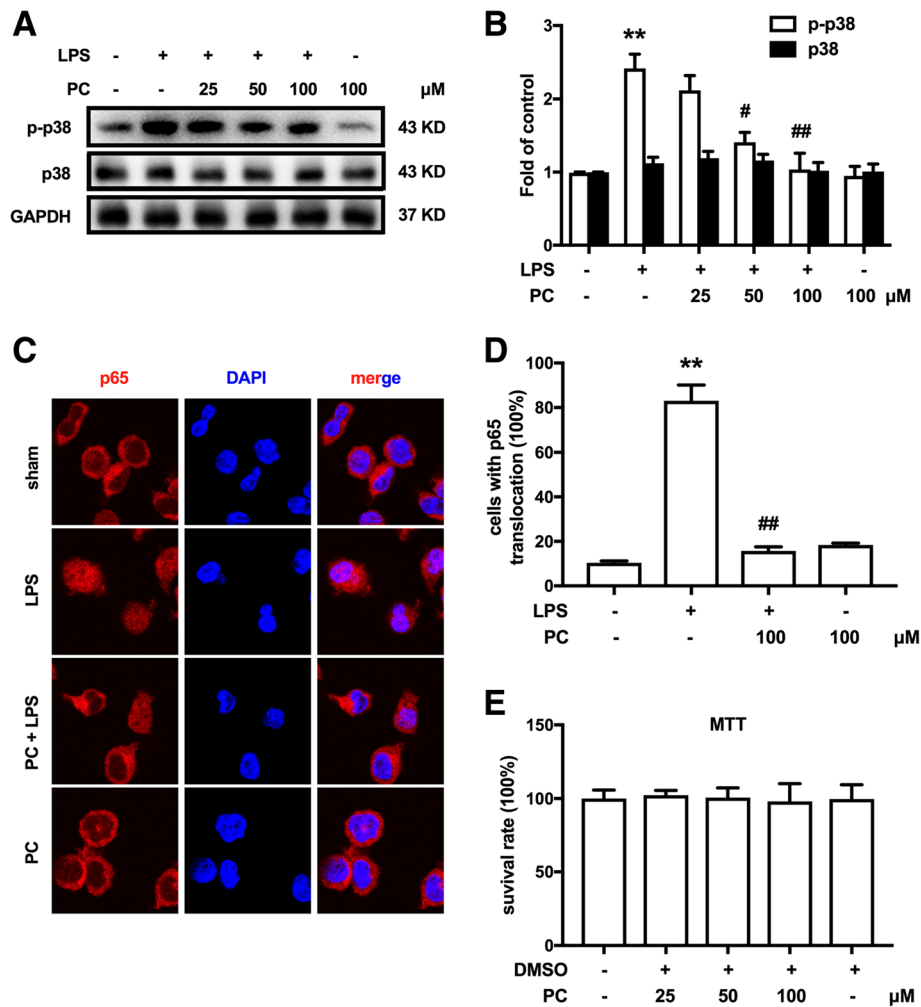 A
LPS - + + + + -
PC - - 25 50 100 100 μM
p-p38 43 KD
p38 43 KD
GAPDH 37 KD
B
p-p38
p38
Fold of control
3
2
1
0
**
#
##
LPS - + + + + -
PC - - 25 50 100 100 μM
C
p65 DAPI merge
sham
LPS
PC + LPS
PC
D
cells with p65
translocation (100%)
100
80
60
40
20
0
**
##
LPS - + + -
PC - - 100 100 μM
E
MTT
suvival rate (100%)
150
100
50
0
DMSO - + + + +
PC - 25 50 100 - μM